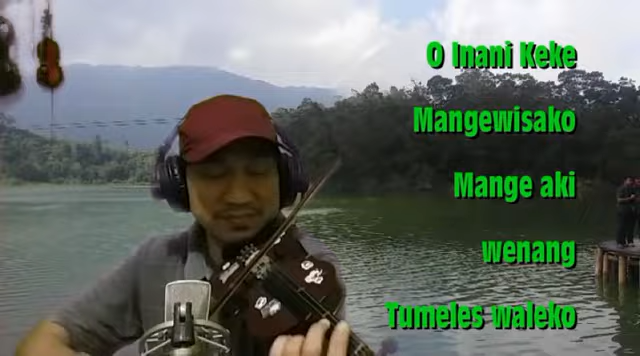 O Inani Keke
Mangewisako
Mange aki
wenang
Tumeles waleko